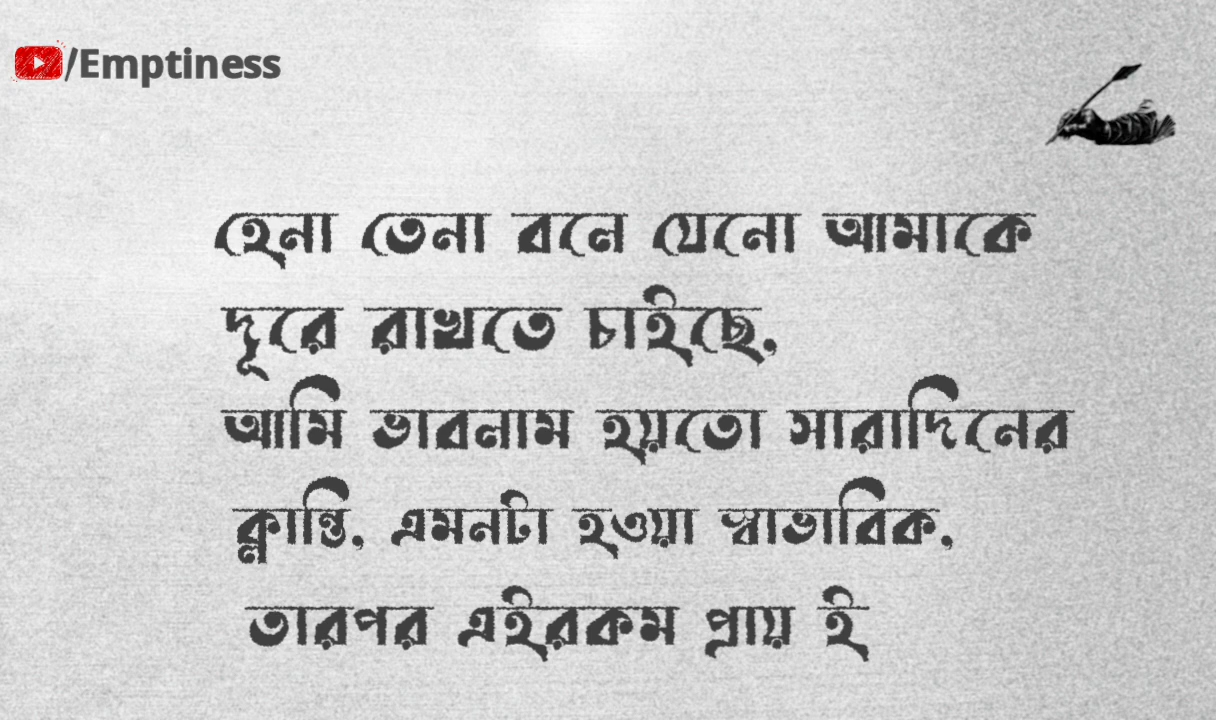 /Emptiness
হেনা তেনা বলে যেনো আমাকে
দূরে রাখতে চাইছে,
আমি ভাবলাম হয়তো সারাদিনের
ক্লান্তি, এমনটা হওয়া স্বাভাবিক,
তারপর এইরকম প্রায় ই